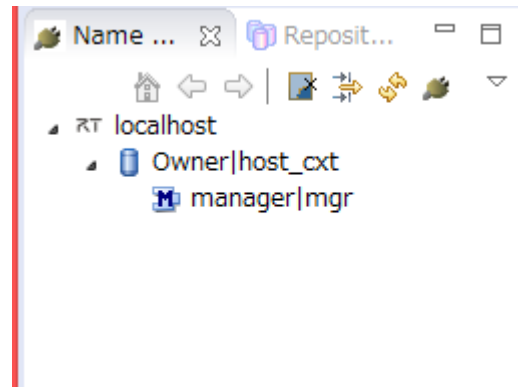 Name ... Reposit...
RT localhost
Owner|host_cxt
M manager|mgr